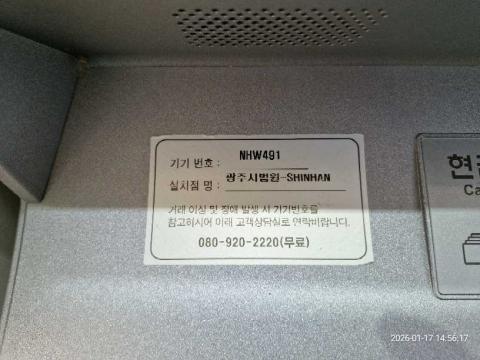 기기 번호 : NHW491
설치점 명 : 광주시법원-SHINHAN
거래 이상 및 장애 발생 시 기기번호를
참고하시어 아래 고객상담실로 연락바랍니다.
080-920-2220(무료)
현금
Ca
2026-01-17 14:56:17